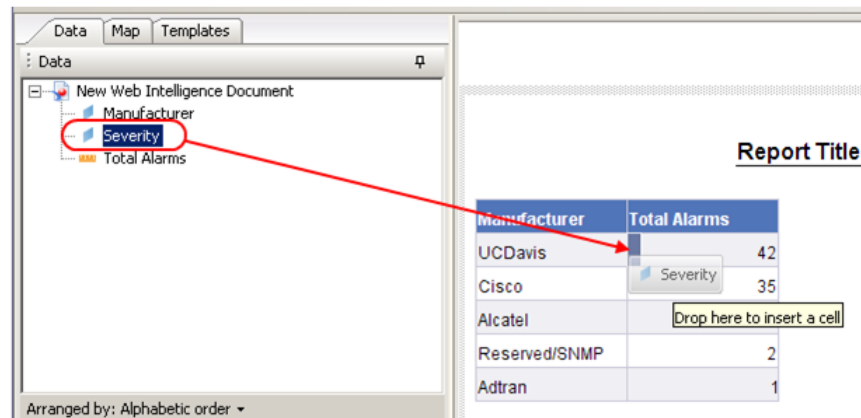 Data Map Templates
Data
New Web Intelligence Document
Manufacturer
Severity
Total Alarms
Arranged by: Alphabetic order
Report Title
Manufacturer Total Alarms
UCDavis 42
Severity
Cisco 35
Alcatel
Drop here to insert a cell
Reserved/SNMP 2
Adtran 1